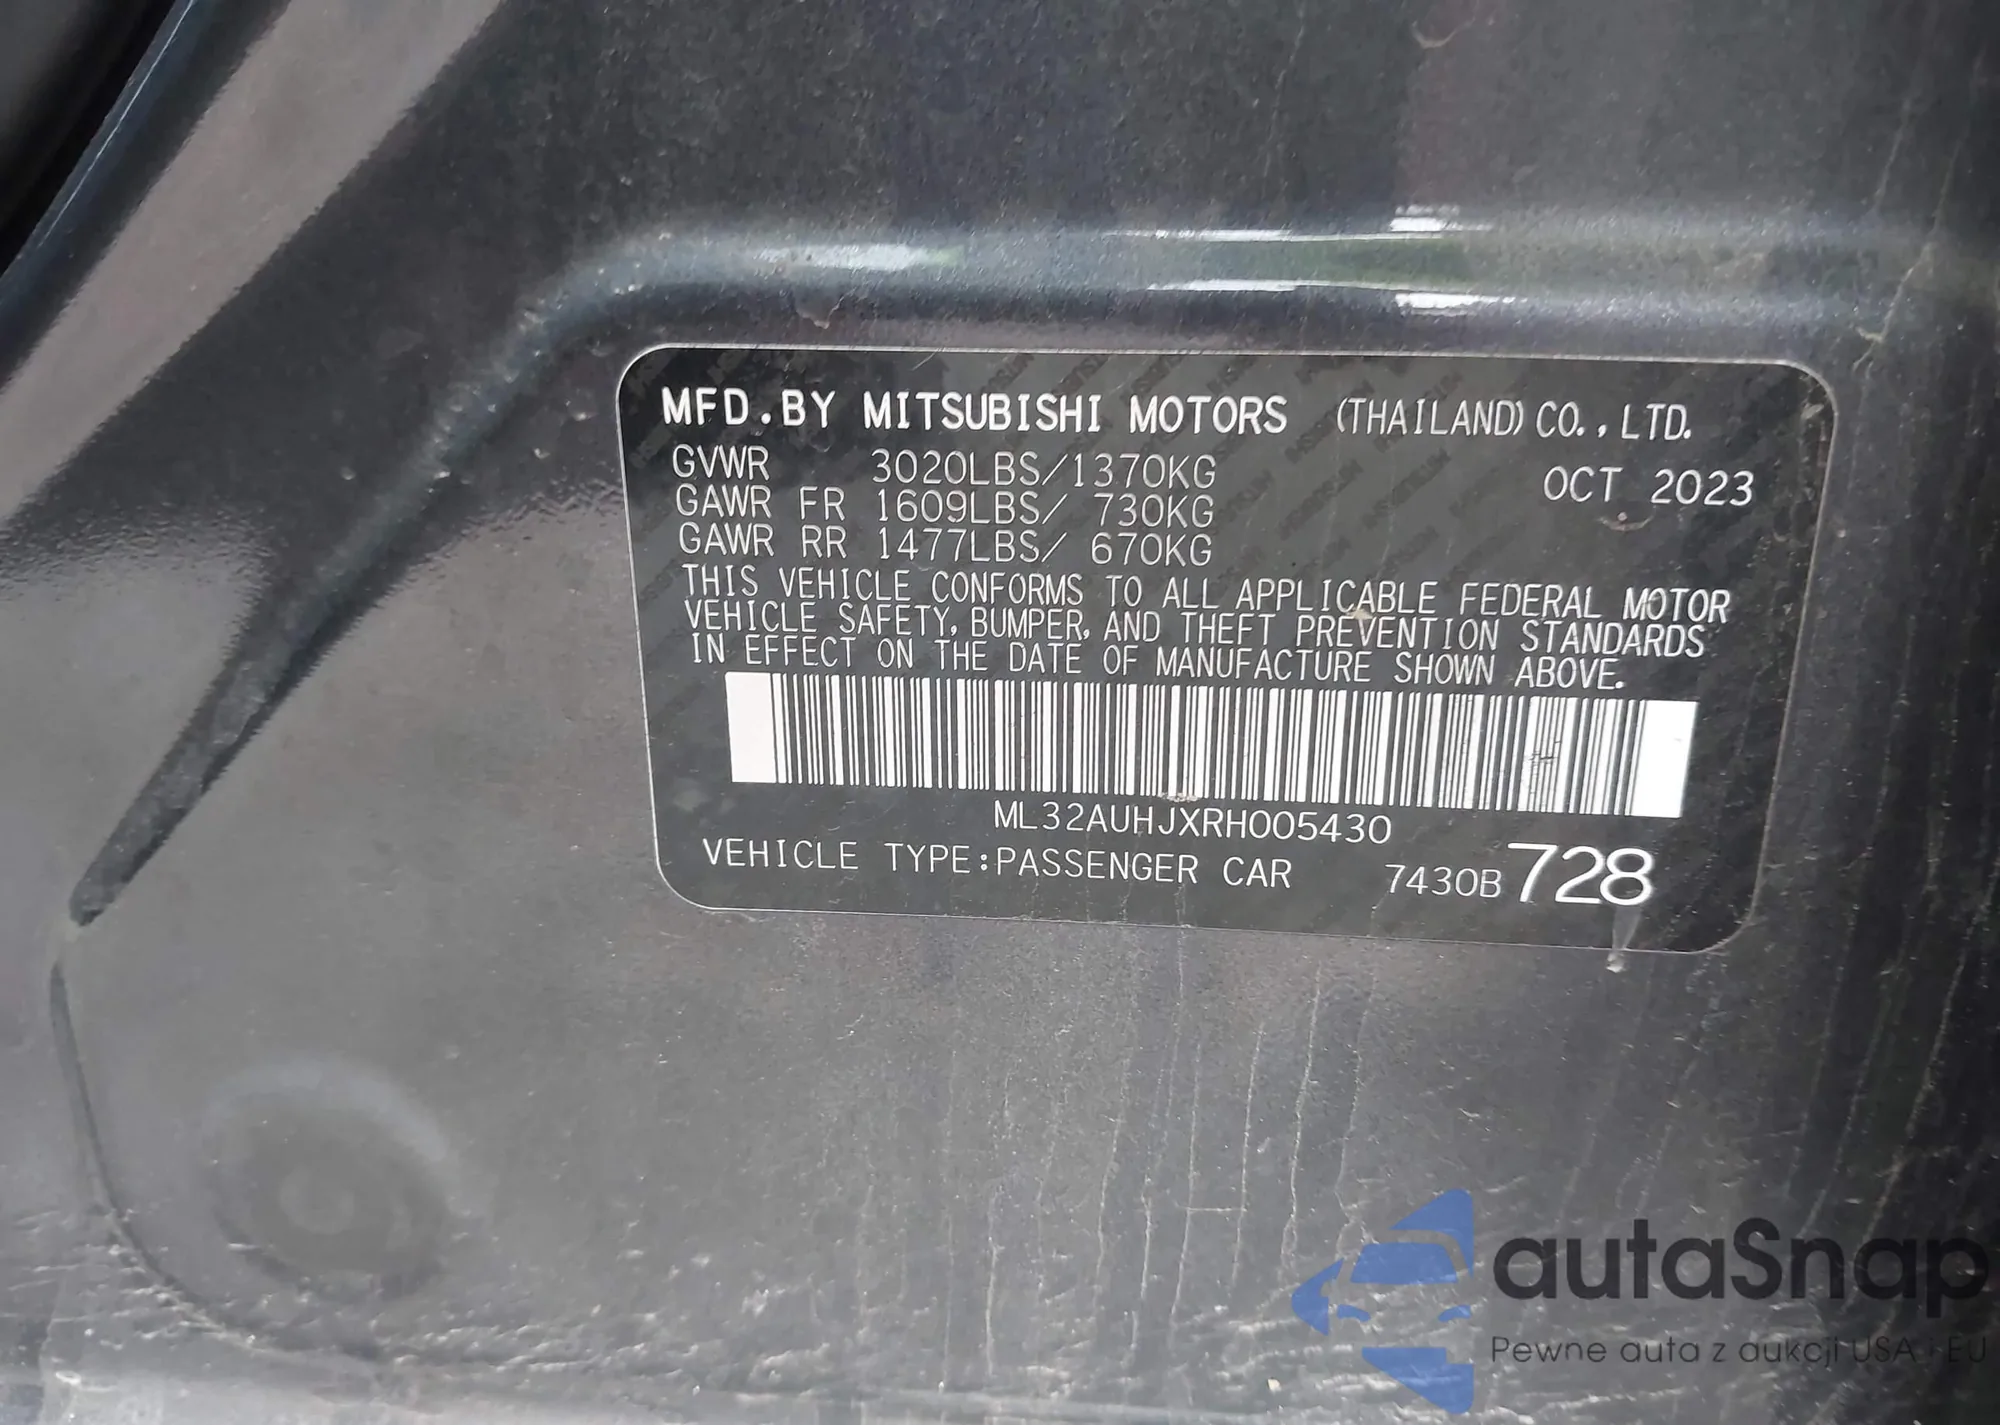 MFD.BY MITSUBISHI MOTORS (THAILAND) CO., LTD.
GVWR 3020LBS/1370KG OCT 2023
GAWR FR 1609LBS/ 730KG
GAWR RR 1477LBS/ 670KG
THIS VEHICLE CONFORMS TO ALL APPLICABLE FEDERAL MOTOR
VEHICLE SAFETY, BUMPER, AND THEFT PREVENTION STANDARDS
IN EFFECT ON THE DATE OF MANUFACTURE SHOWN ABOVE.
ML32AUHJXRH005430
VEHICLE TYPE:PASSENGER CAR 7430B 728
autaSnap
Pewne auta z aukcji USA i EU